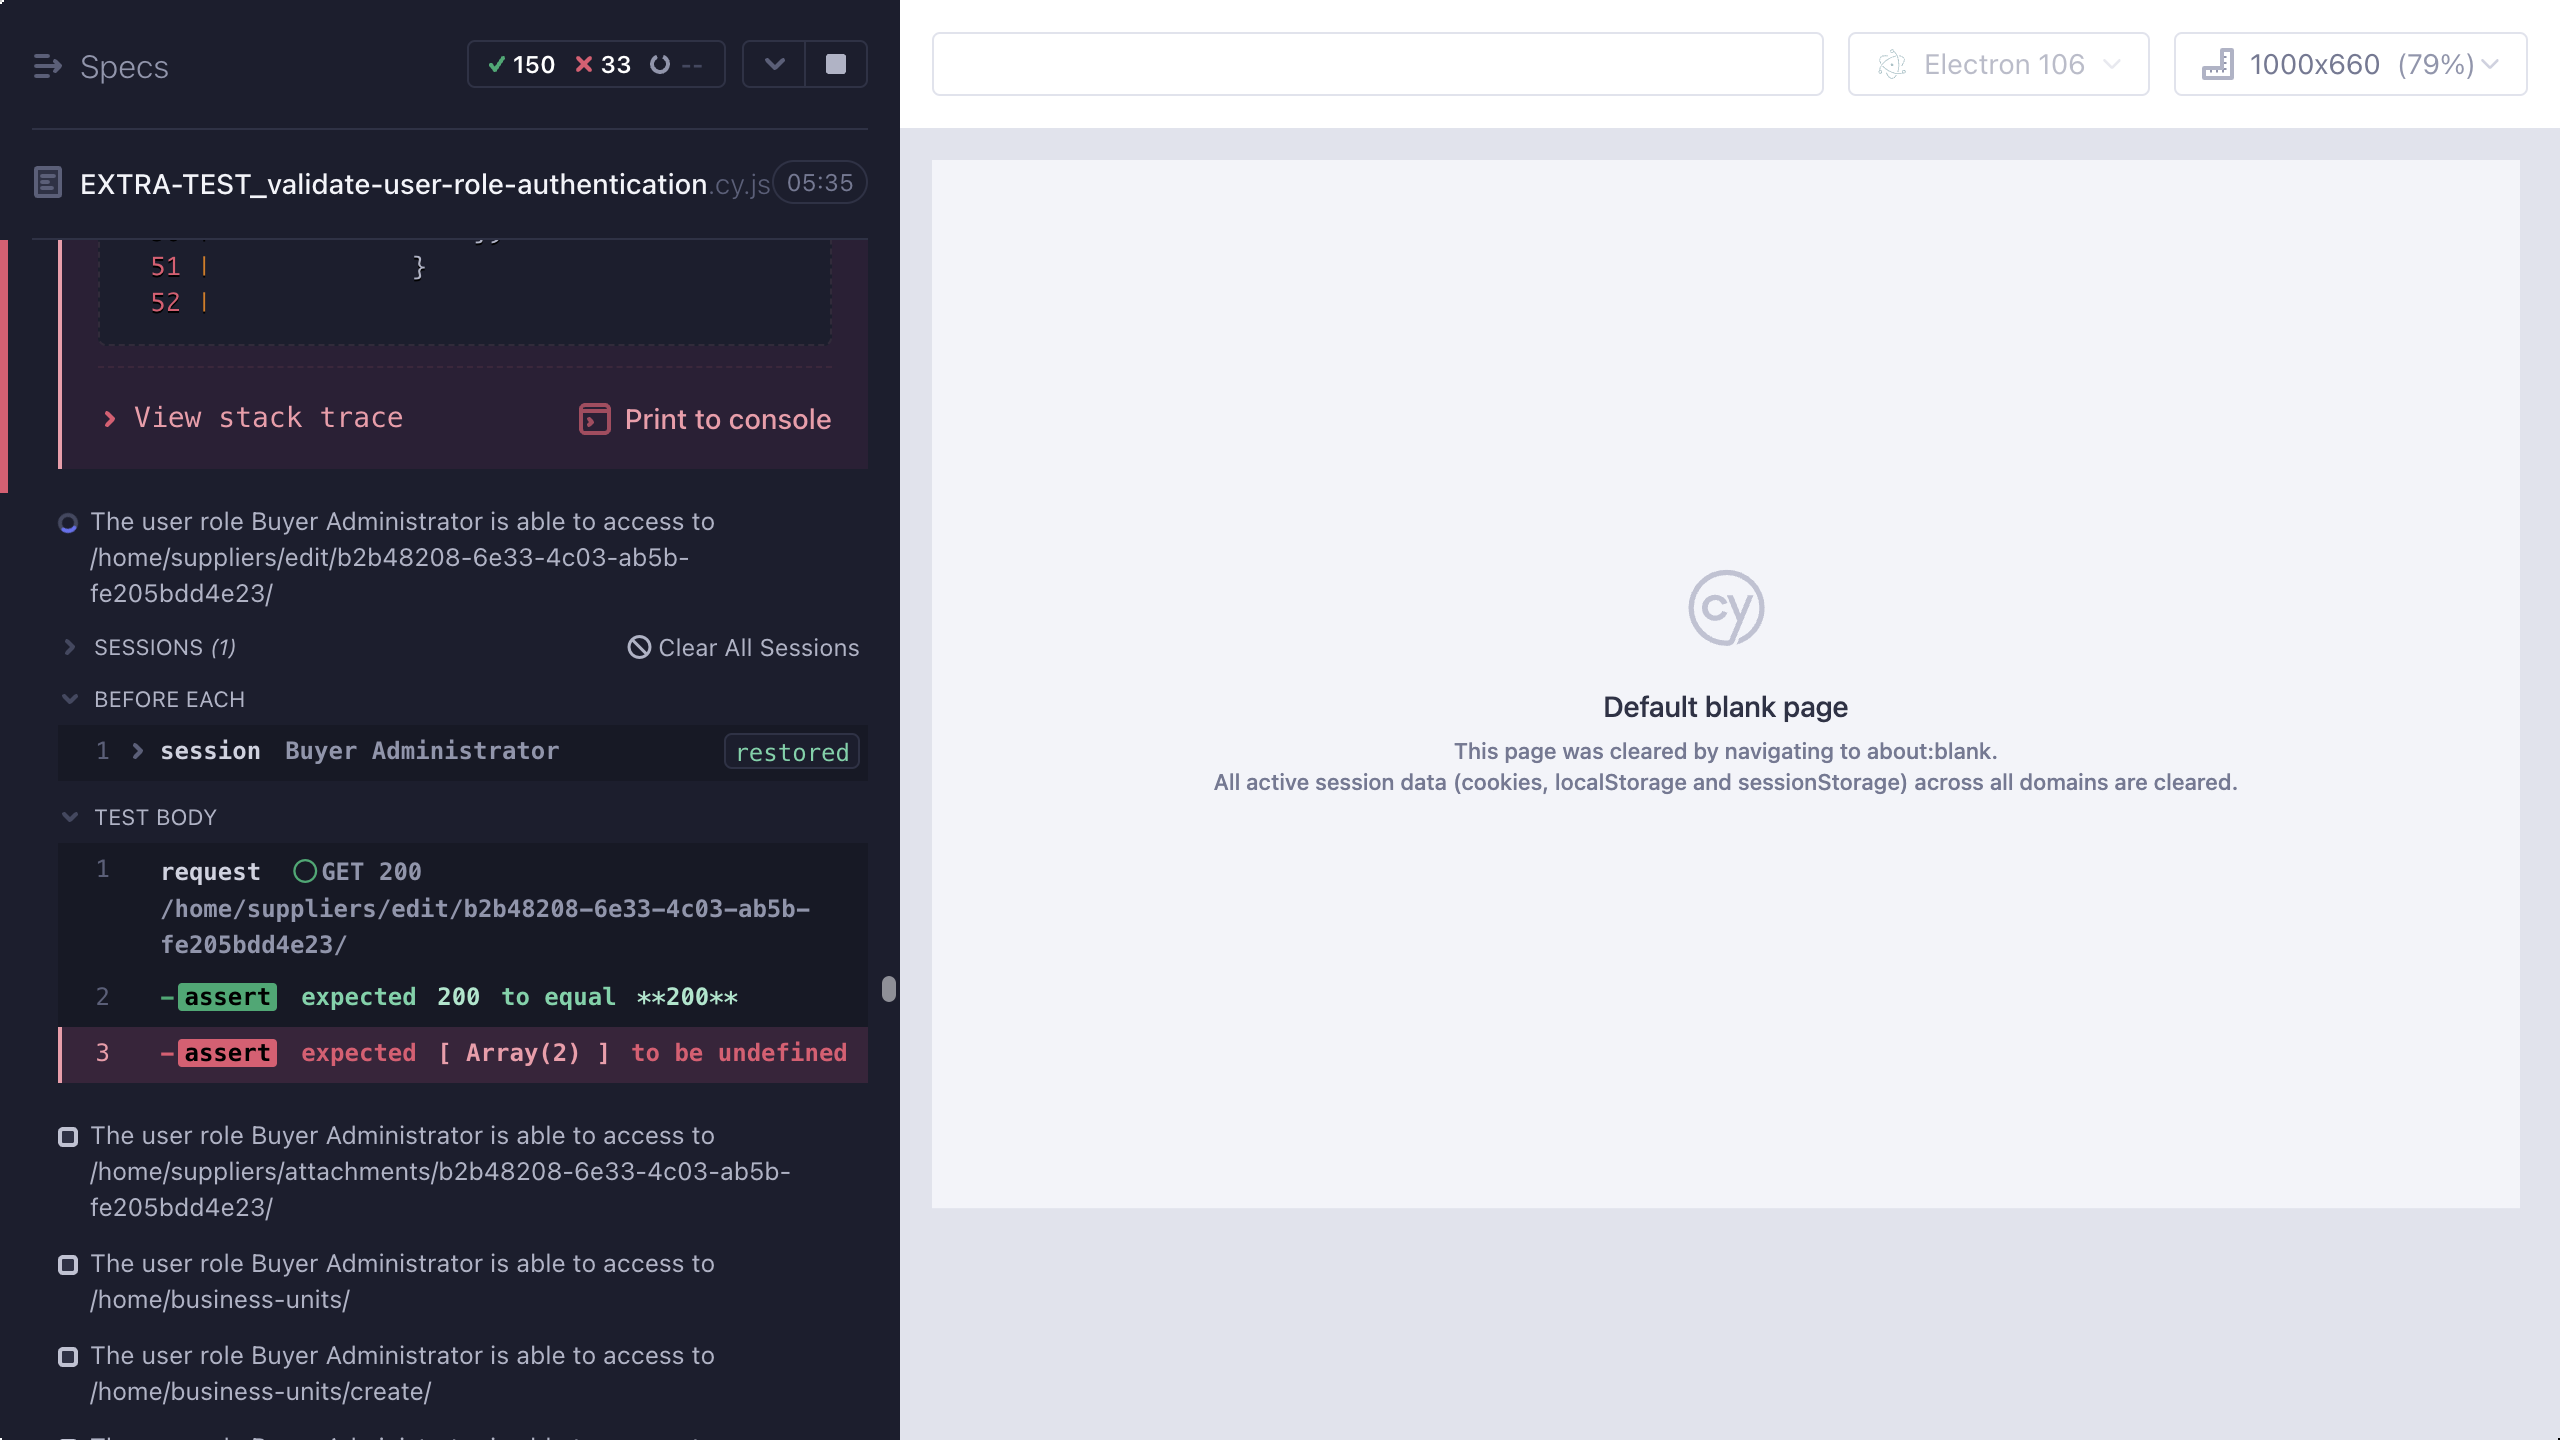 Specs
150 33 --
EXTRA-TEST_validate-user-role-authentication.cy.js 05:35
51 | }
52 |
View stack trace
Print to console
The user role Buyer Administrator is able to access to
/home/suppliers/edit/b2b48208-6e33-4c03-ab5b-
fe205bdd4e23/
SESSIONS (1)
Clear All Sessions
BEFORE EACH
1 session Buyer Administrator restored
TEST BODY
1 request GET 200
/home/suppliers/edit/b2b48208-6e33-4c03-ab5b-
fe205bdd4e23/
2 -assert expected 200 to equal **200**
3 -assert expected [ Array(2) ] to be undefined
The user role Buyer Administrator is able to access to
/home/suppliers/attachments/b2b48208-6e33-4c03-ab5b-
fe205bdd4e23/
The user role Buyer Administrator is able to access to
/home/business-units/
The user role Buyer Administrator is able to access to
/home/business-units/create/
Electron 106
1000x660 (79%)
cy
Default blank page
This page was cleared by navigating to about:blank.
All active session data (cookies, localStorage and sessionStorage) across all domains are cleared.